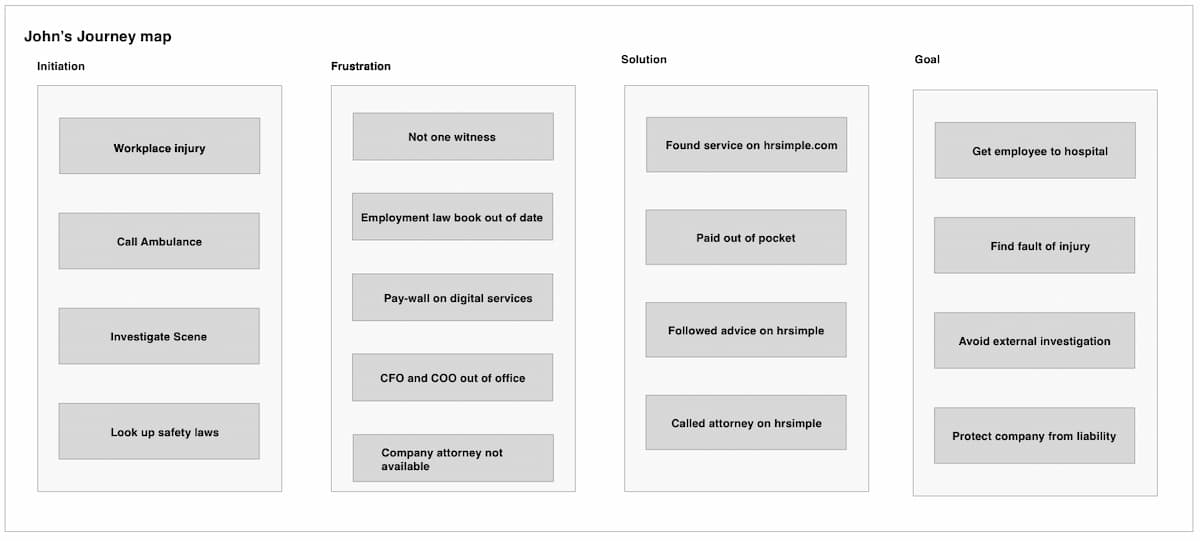 John's Journey map
Initiation
Workplace injury
Call Ambulance
Investigate Scene
Look up safety laws
Frustration
Not one witness
Employment law book out of date
Pay-wall on digital services
CFO and COO out of office
Company attorney not
available
Solution
Found service on hrsimple.com
Paid out of pocket
Followed advice on hrsimple
Called attorney on hrsimple
Goal
Get employee to hospital
Find fault of injury
Avoid external investigation
Protect company from liability